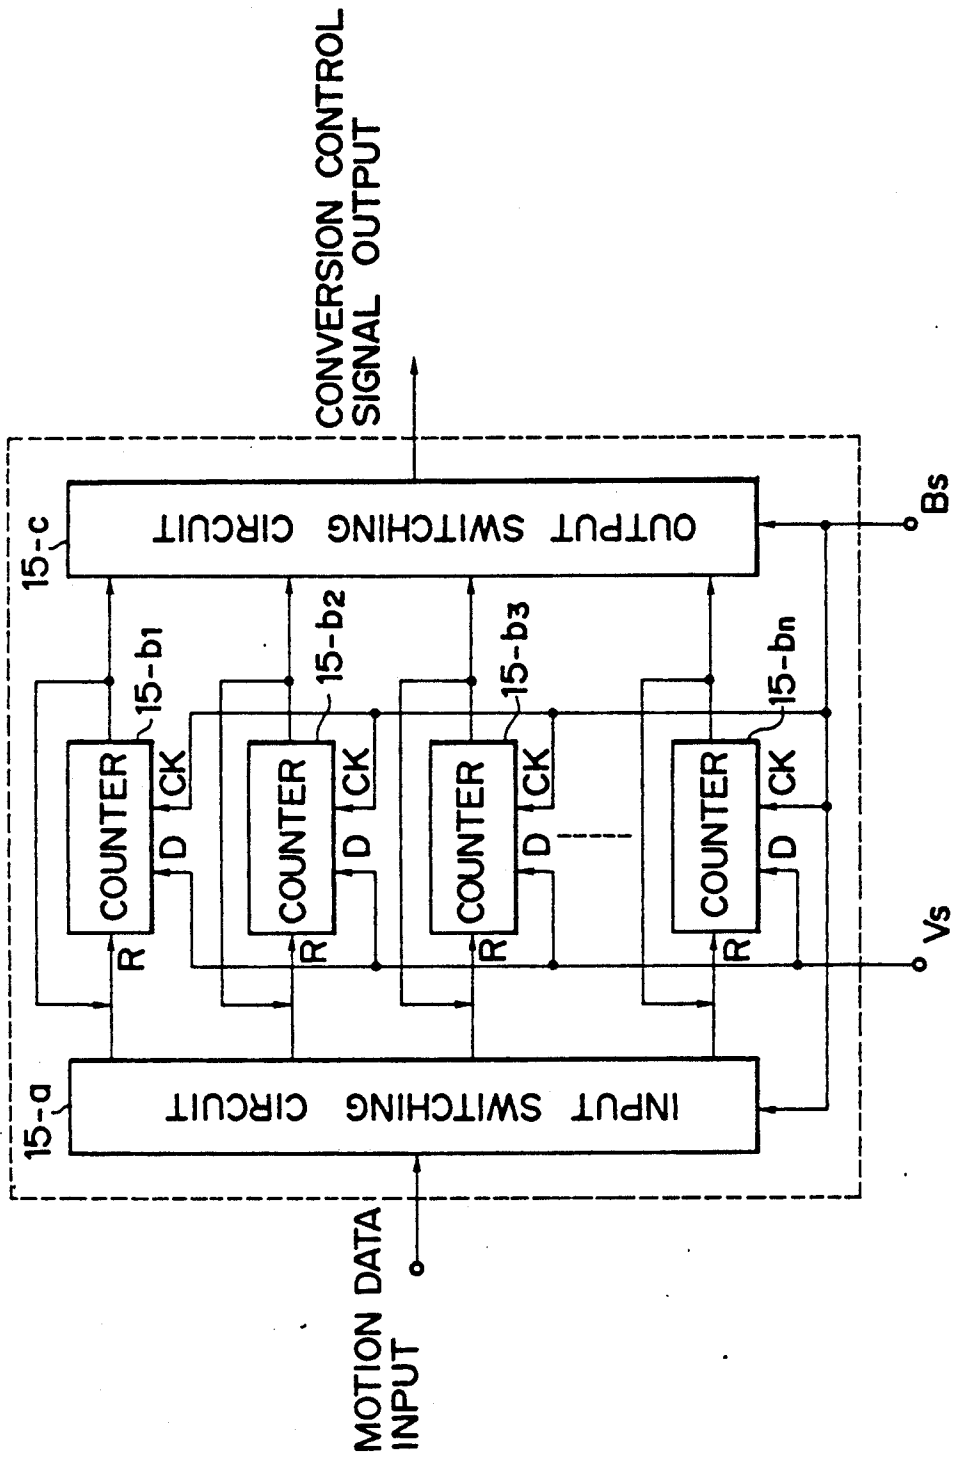 MOTION DATA
INPUT
15-a
INPUT SWITCHING CIRCUIT
R
COUNTER
D
CK
15-b1
R
COUNTER
D
CK
15-b2
R
COUNTER
D
CK
15-b3
R
COUNTER
D
CK
15-bn
15-c
OUTPUT SWITCHING CIRCUIT
CONVERSION CONTROL
SIGNAL OUTPUT
Vs
Bs